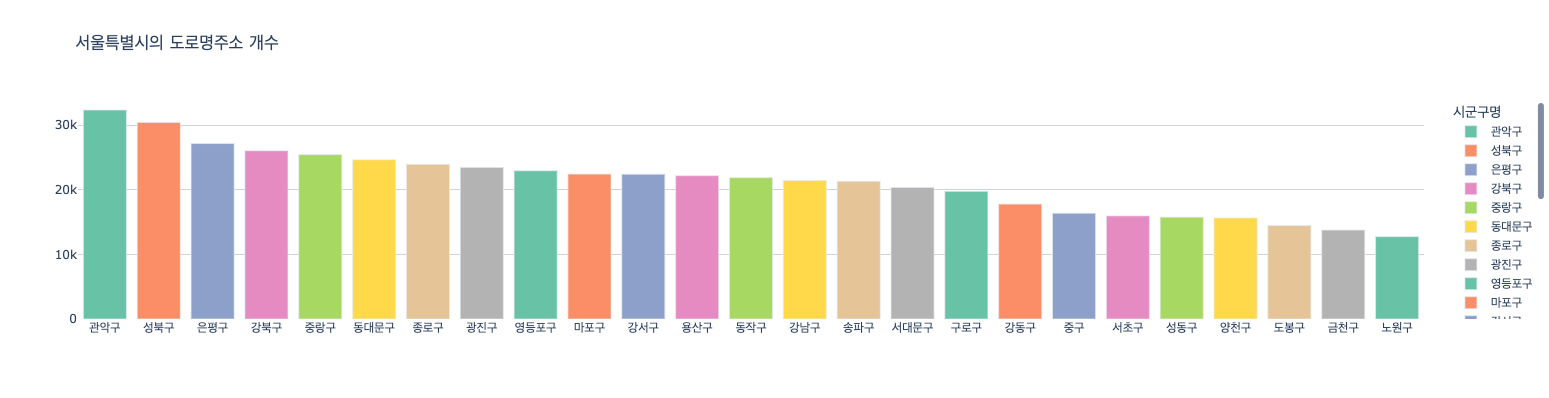 서울특별시의 도로명주소 개수
30k
20k
10k
0
관악구 성북구 은평구 강북구 중랑구 동대문구 종로구 광진구 영등포구 마포구 강서구 용산구 동작구 강남구 송파구 서대문구 구로구 강동구 중구 서초구 성동구 양천구 도봉구 금천구 노원구
시군구명
관악구
성북구
은평구
강북구
중랑구
동대문구
종로구
광진구
영등포구
마포구